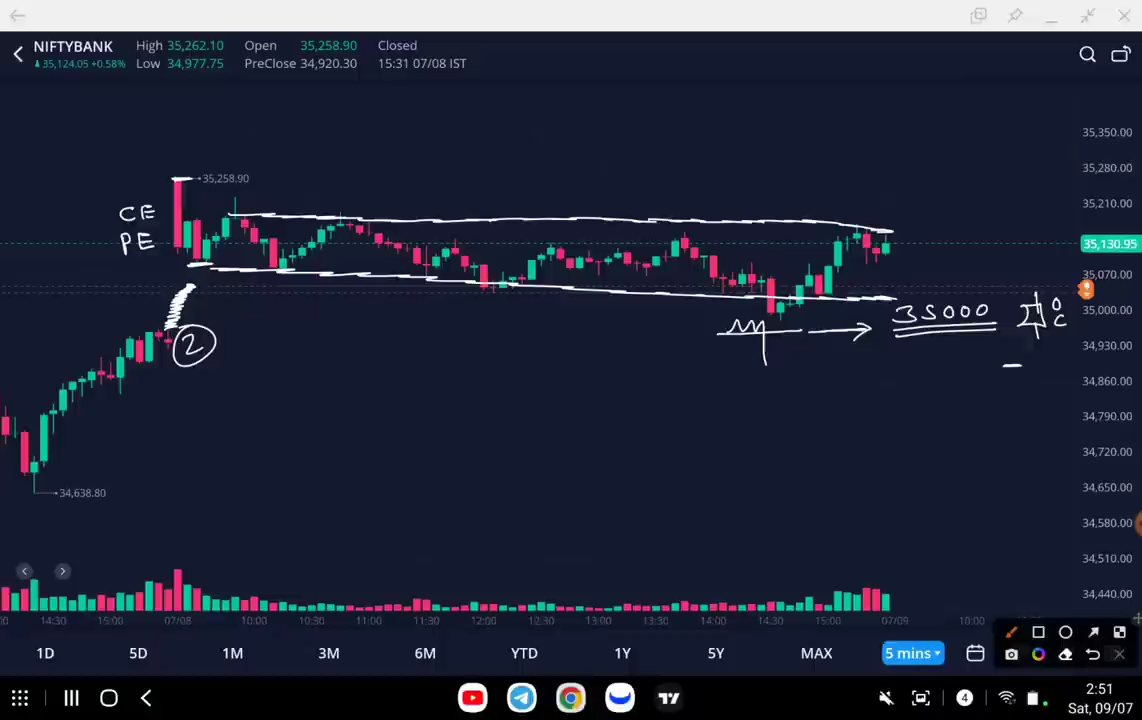 NIFTYBANK High 35,262.10 Open 35,258.90 Closed
35,124.05 +0.58% Low 34,977.75 PreClose 34,920.30 15:31 07/08 IST
35,350.00
35,280.00
35,258.90
35,210.00
CE
PE
35,130.95
35,070.00
35000
35,000.00
2
34,930.00
34,860.00
34,790.00
34,720.00
34,638.80
34,650.00
34,580.00
34,510.00
34,440.00
14:30 15:00 07/08 10:00 10:30 11:00 11:30 12:00 12:30 13:00 13:30 14:00 14:30 15:00 07/09 10:00
1D 5D 1M 3M 6M YTD 1Y 5Y MAX 5 mins
4 2:51
Sat, 09/07